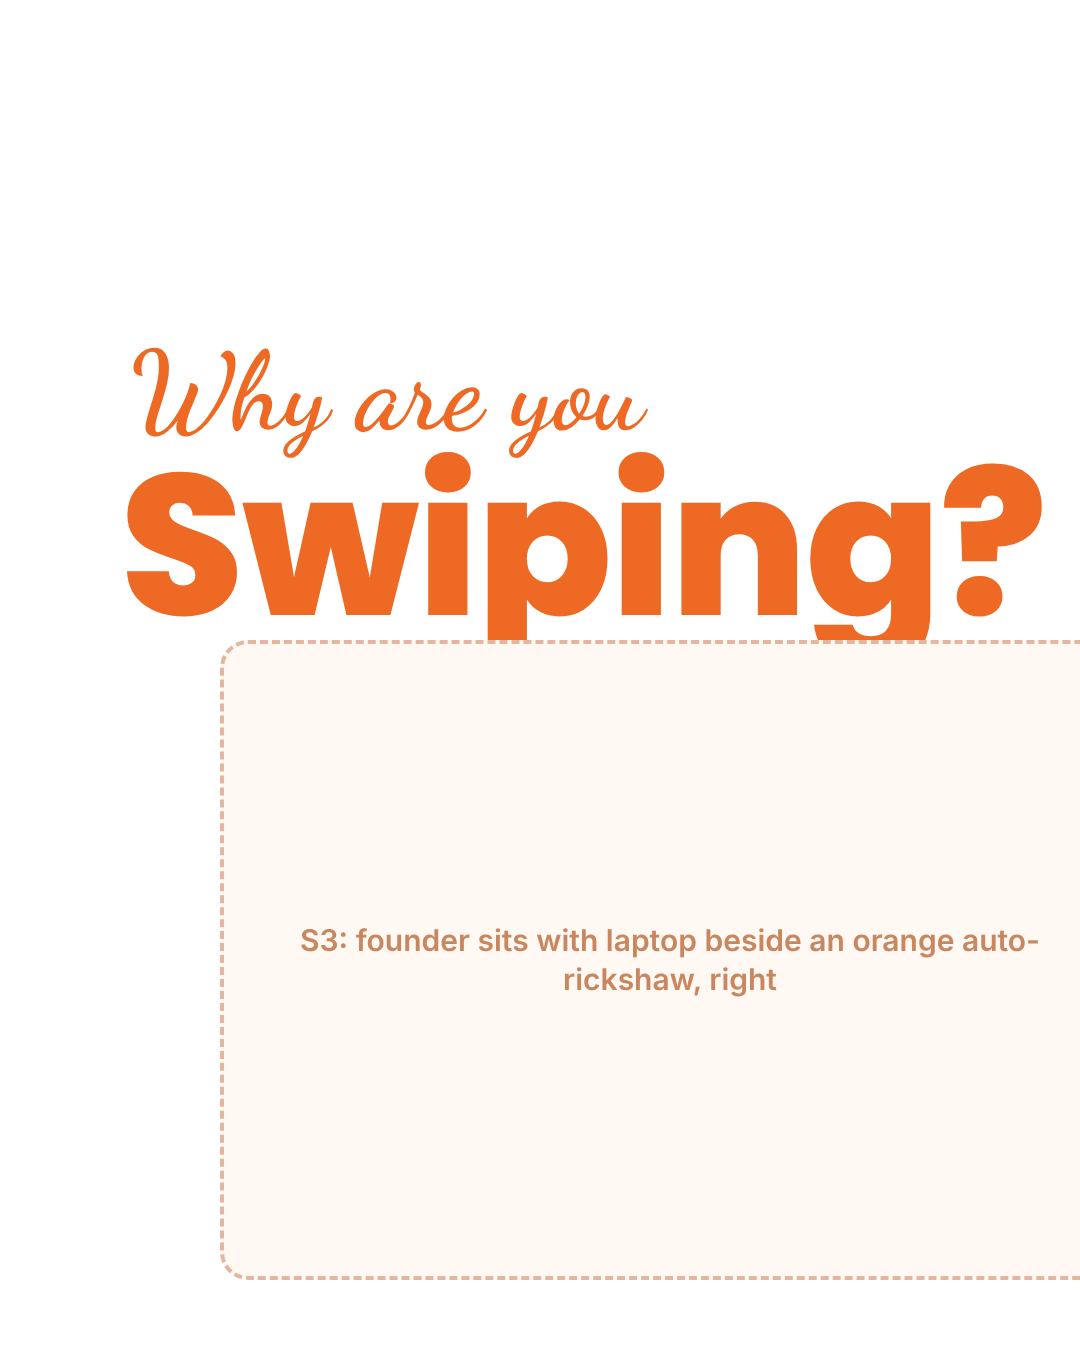 Why are you
Swiping?
S3: founder sits with laptop beside an orange auto-
rickshaw, right